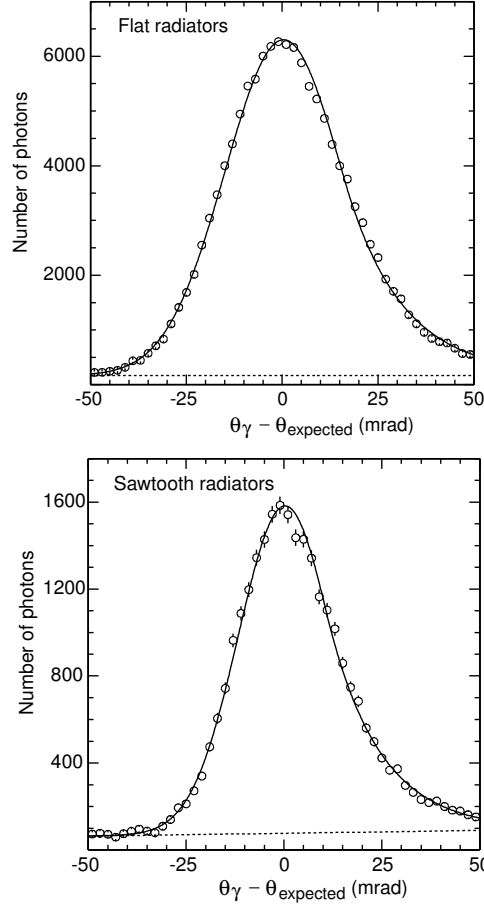 Flat radiators
6000
4000
2000
Number of photons
-50
-25
0
25
50
θγ − θexpected (mrad)
Sawtooth radiators
1600
1200
800
400
Number of photons
-50
-25
0
25
50
θγ − θexpected (mrad)